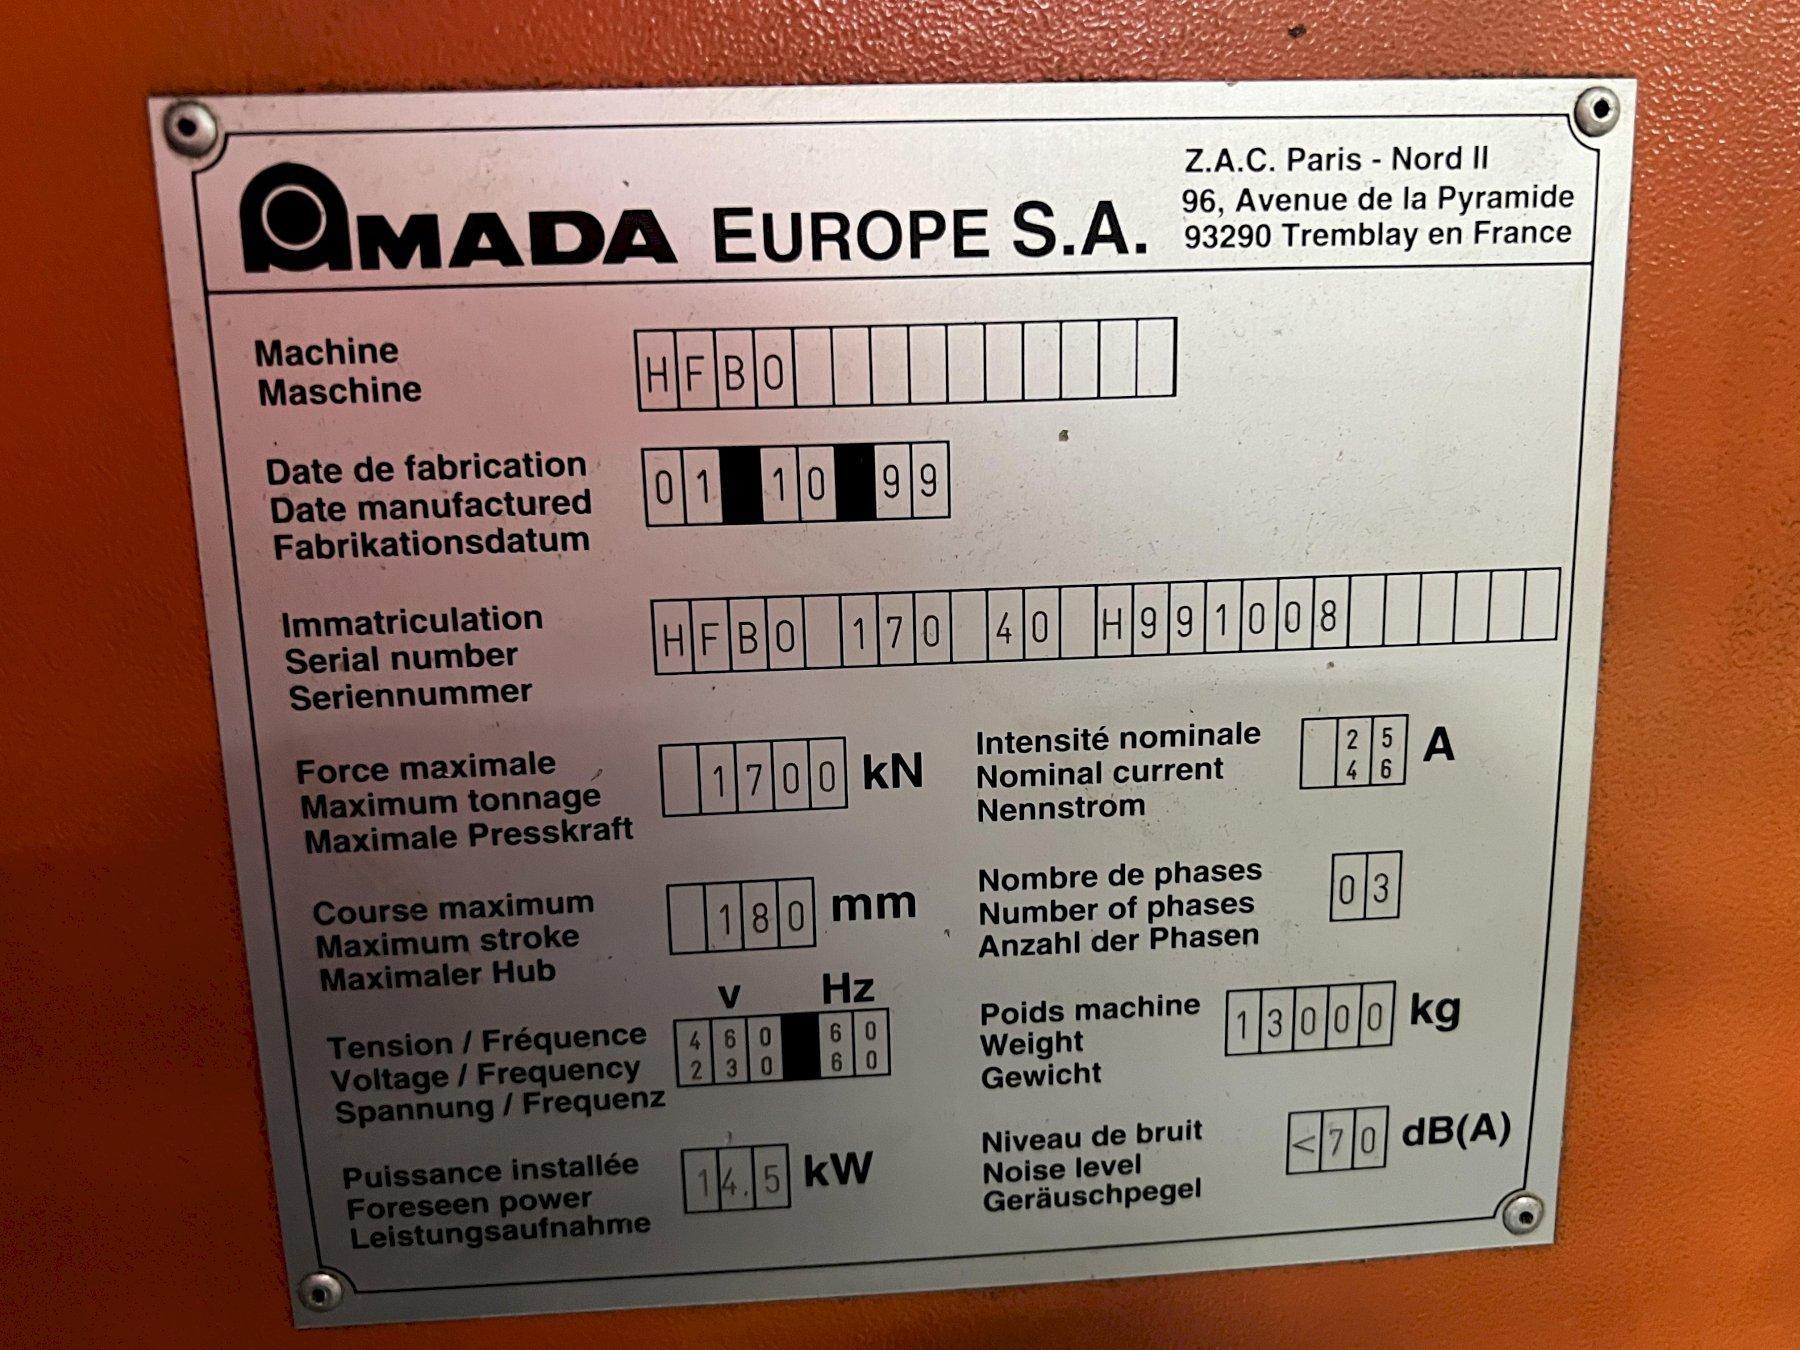 AMADA EUROPE S.A.
Z.A.C. Paris - Nord II
96, Avenue de la Pyramide
93290 Tremblay en France
Machine
Maschine
HFBO
Date de fabrication
Date manufactured
Fabrikationsdatum
01 10 99
Immatriculation
Serial number
Seriennummer
HFBO 170 40 H991008
Force maximale
Maximum tonnage
Maximale Presskraft
1700 kN
Intensité nominale
Nominal current
Nennstrom
25
46
A
Course maximum
Maximum stroke
Maximaler Hub
180 mm
Nombre de phases
Number of phases
Anzahl der Phasen
03
V Hz
Tension / Fréquence
Voltage / Frequency
Spannung / Frequenz
460 60
230 60
Poids machine
Weight
Gewicht
13000 kg
Puissance installée
Foreseen power
Leistungsaufnahme
14.5 kW
Niveau de bruit
Noise level
Geräuschpegel
<70 dB(A)